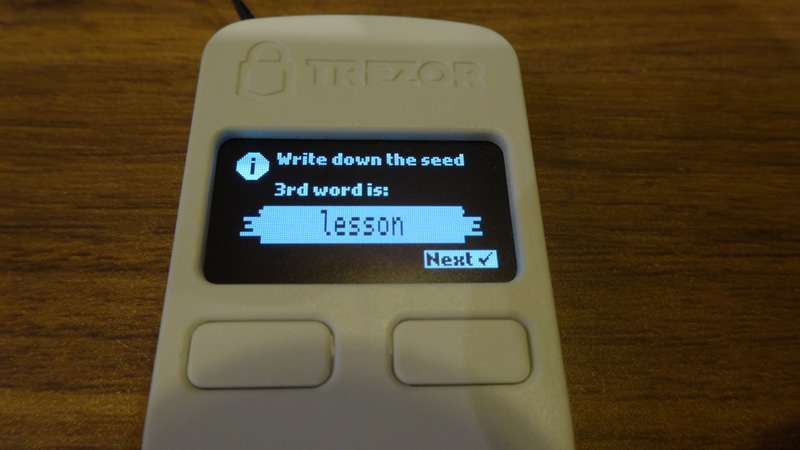 TREZOR
i
Write down the seed
3rd word is:
lesson
Next ✓